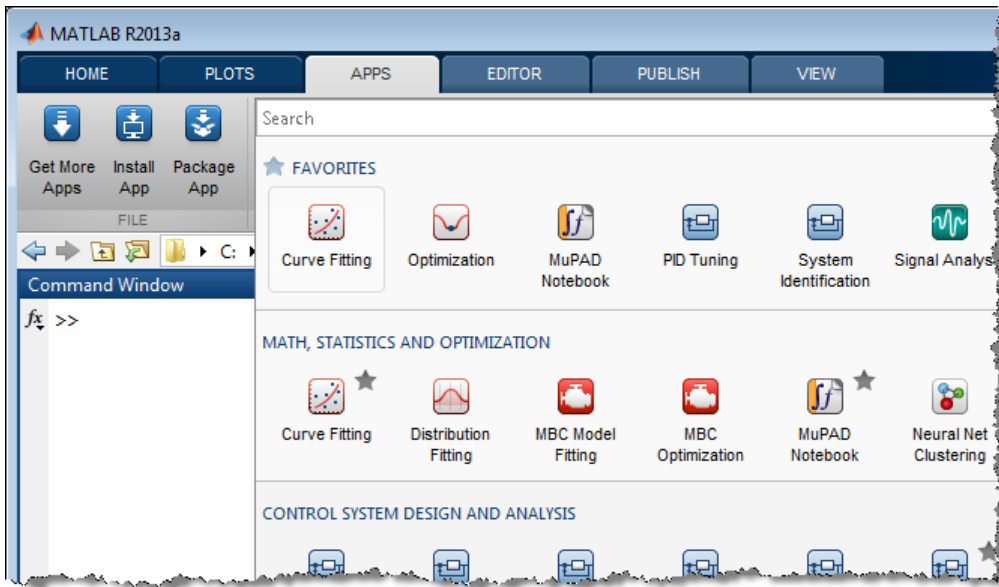 MATLAB R2013a
HOME PLOTS APPS EDITOR PUBLISH VIEW
Get More Apps
Install App
Package App
FILE
Search
FAVORITES
Curve Fitting
Optimization
MuPAD Notebook
PID Tuning
System Identification
Signal Analys
C:
Command Window
fx >>
MATH, STATISTICS AND OPTIMIZATION
Curve Fitting
Distribution Fitting
MBC Model Fitting
MBC Optimization
MuPAD Notebook
Neural Net Clustering
CONTROL SYSTEM DESIGN AND ANALYSIS